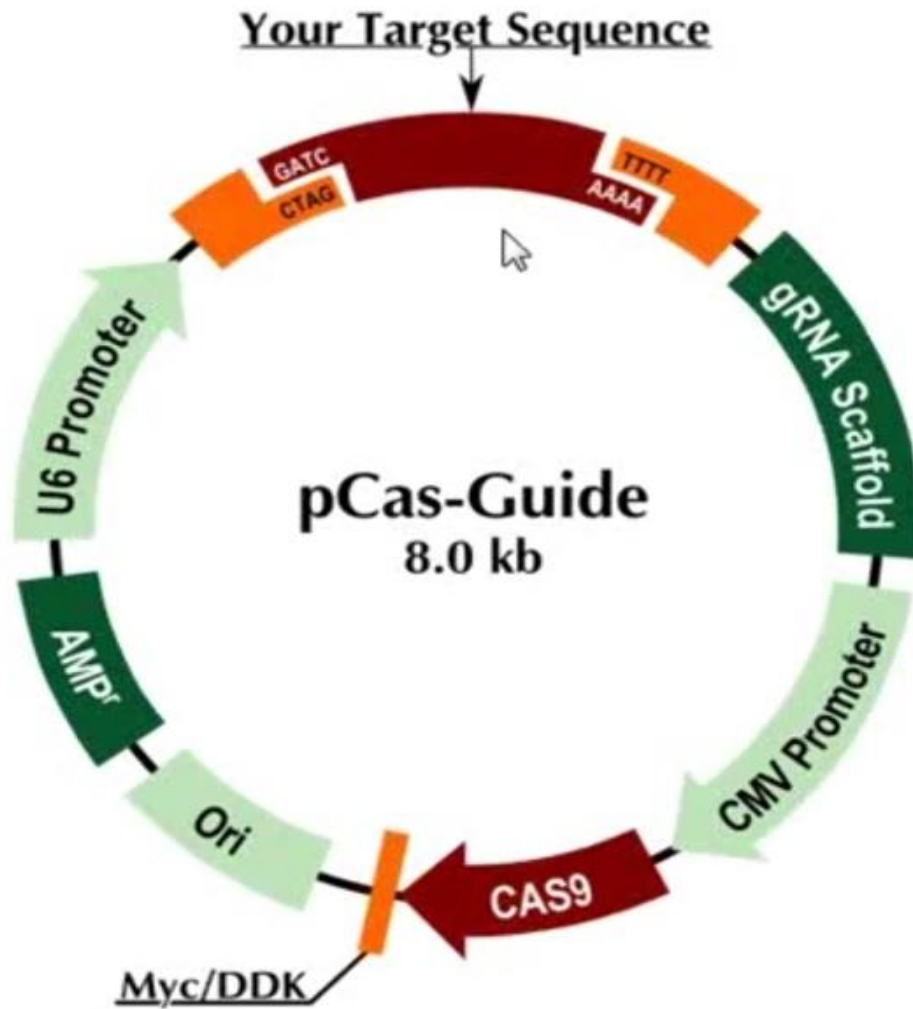 Your Target Sequence
GATC
CTAG
TTTT
AAAA
gRNA Scaffold
U6 Promoter
pCas-Guide
8.0 kb
CMV Promoter
AMPʳ
Ori
CAS9
Myc/DDK